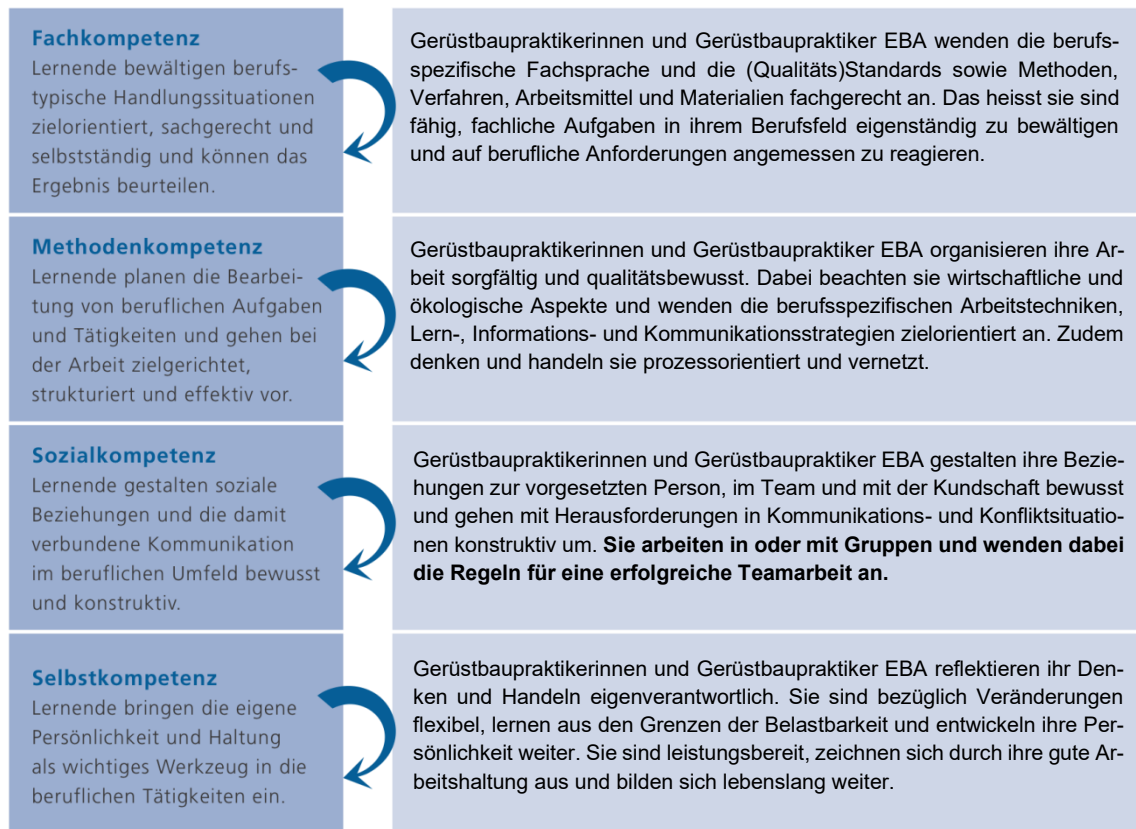 Fachkompetenz
Lernende bewältigen berufs-
typische Handlungssituationen
zielorientiert, sachgerecht und
selbstständig und können das
Ergebnis beurteilen.
Gerüstbaupraktikerinnen und Gerüstbaupraktiker EBA wenden die berufs-
spezifische Fachsprache und die (Qualitäts)Standards sowie Methoden,
Verfahren, Arbeitsmittel und Materialien fachgerecht an. Das heisst sie sind
fähig, fachliche Aufgaben in ihrem Berufsfeld eigenständig zu bewältigen
und auf berufliche Anforderungen angemessen zu reagieren.
Methodenkompetenz
Lernende planen die Bearbei-
tung von beruflichen Aufgaben
und Tätigkeiten und gehen bei
der Arbeit zielgerichtet,
strukturiert und effektiv vor.
Gerüstbaupraktikerinnen und Gerüstbaupraktiker EBA organisieren ihre Ar-
beit sorgfältig und qualitätsbewusst. Dabei beachten sie wirtschaftliche und
ökologische Aspekte und wenden die berufsspezifischen Arbeitstechniken,
Lern-, Informations- und Kommunikationsstrategien zielorientiert an. Zudem
denken und handeln sie prozessorientiert und vernetzt.
Sozialkompetenz
Lernende gestalten soziale
Beziehungen und die damit
verbundene Kommunikation
im beruflichen Umfeld bewusst
und konstruktiv.
Gerüstbaupraktikerinnen und Gerüstbaupraktiker EBA gestalten ihre Bezie-
hungen zur vorgesetzten Person, im Team und mit der Kundschaft bewusst
und gehen mit Herausforderungen in Kommunikations- und Konfliktsituatio-
nen konstruktiv um. Sie arbeiten in oder mit Gruppen und wenden dabei
die Regeln für eine erfolgreiche Teamarbeit an.
Selbstkompetenz
Lernende bringen die eigene
Persönlichkeit und Haltung
als wichtiges Werkzeug in die
beruflichen Tätigkeiten ein.
Gerüstbaupraktikerinnen und Gerüstbaupraktiker EBA reflektieren ihr Den-
ken und Handeln eigenverantwortlich. Sie sind bezüglich Veränderungen
flexibel, lernen aus den Grenzen der Belastbarkeit und entwickeln ihre Per-
sönlichkeit weiter. Sie sind leistungsbereit, zeichnen sich durch ihre gute Ar-
beitshaltung aus und bilden sich lebenslang weiter.